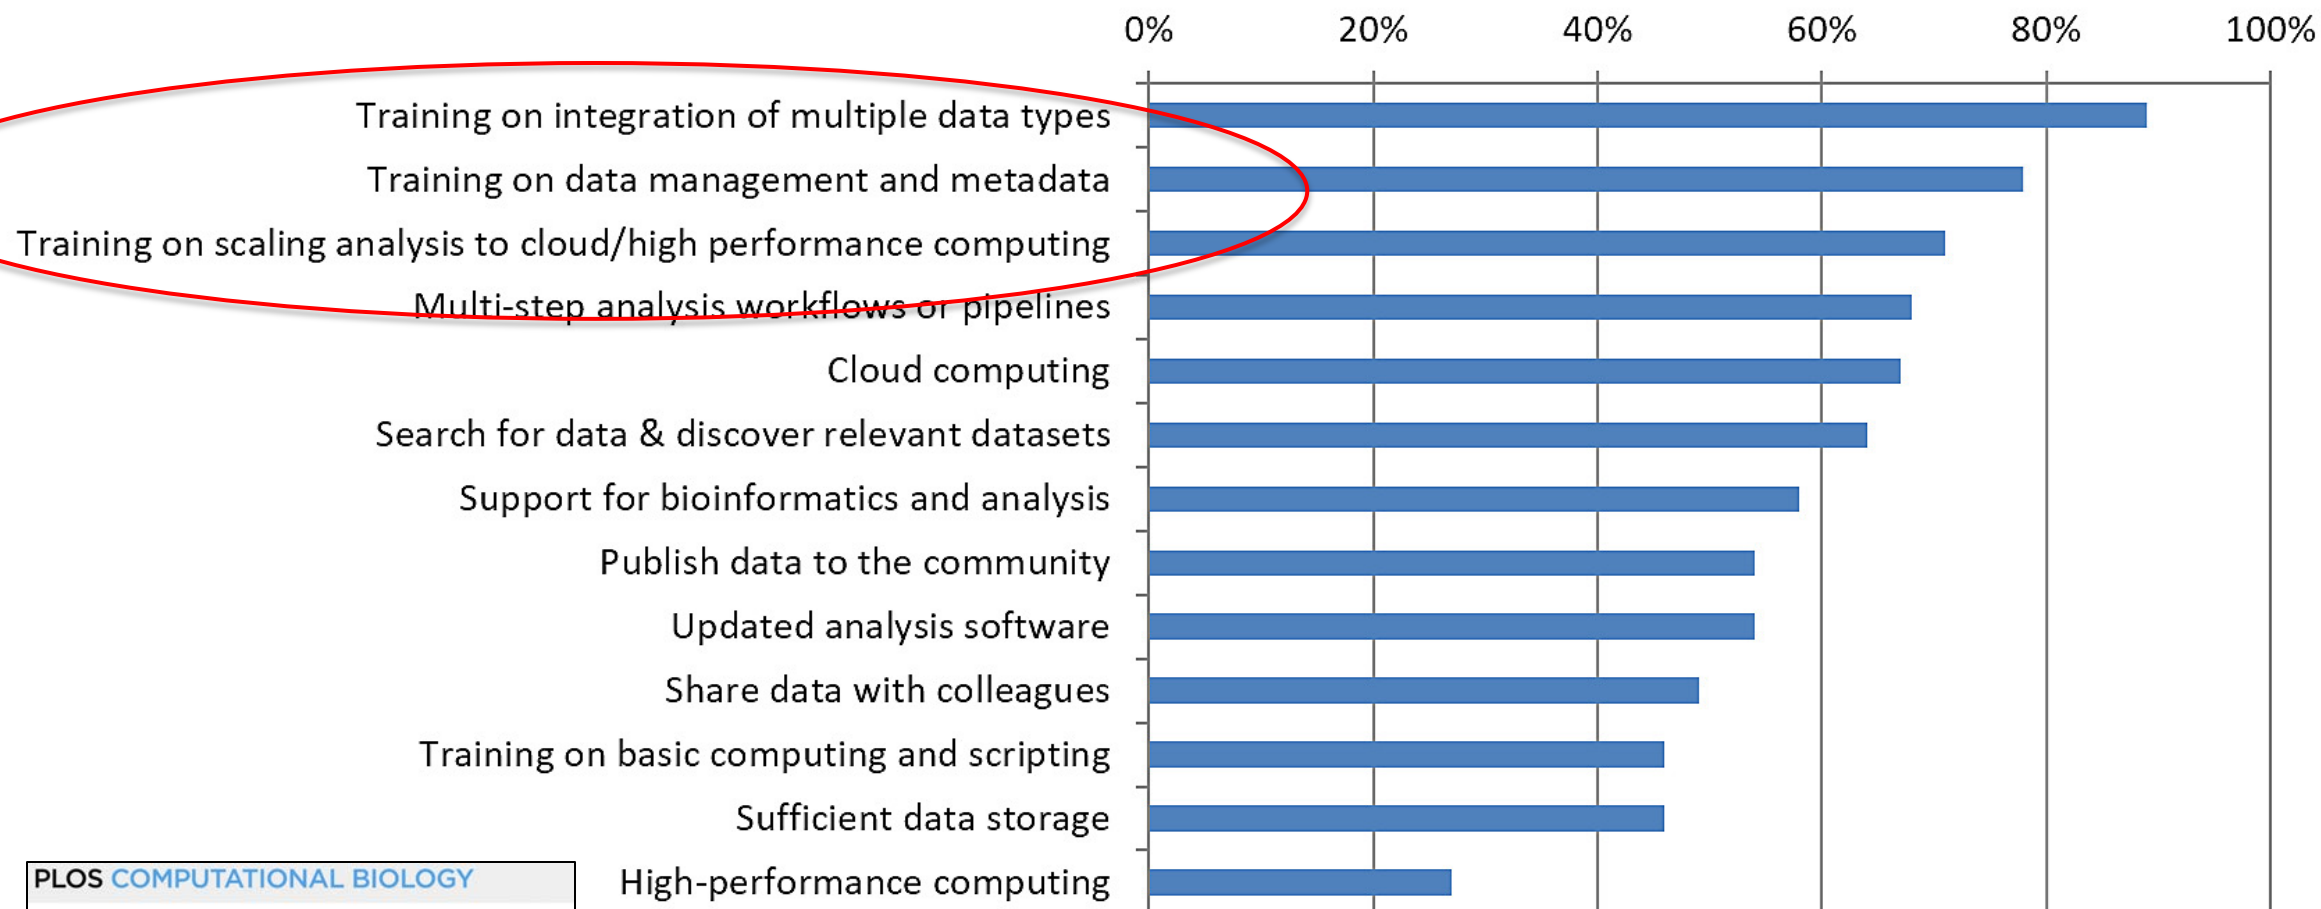 0% 20% 40% 60% 80% 100%
Training on integration of multiple data types
Training on data management and metadata
Training on scaling analysis to cloud/high performance computing
Multi-step analysis workflows or pipelines
Cloud computing
Search for data & discover relevant datasets
Support for bioinformatics and analysis
Publish data to the community
Updated analysis software
Share data with colleagues
Training on basic computing and scripting
Sufficient data storage
High-performance computing
PLOS COMPUTATIONAL BIOLOGY